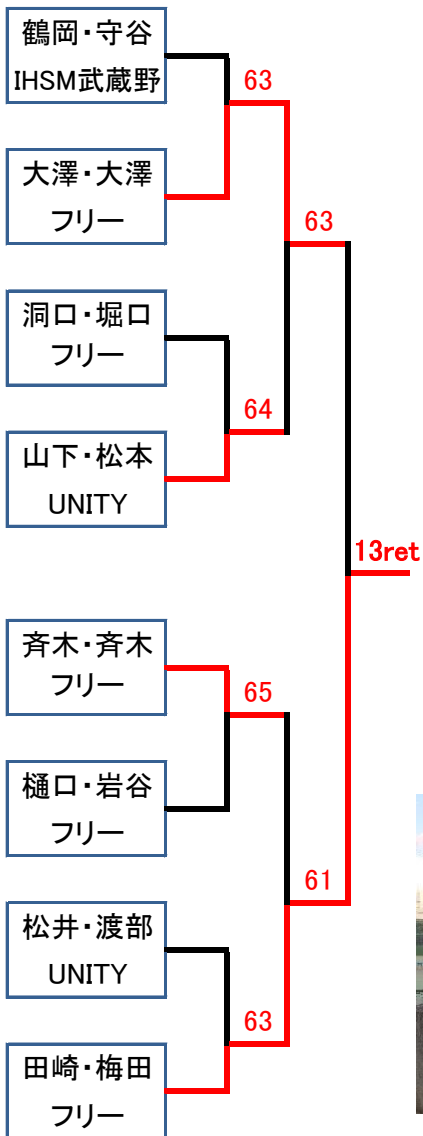 鶴岡・守谷
IHSM武蔵野
63
大澤・大澤
フリー
63
洞口・堀口
フリー
64
山下・松本
UNITY
13ret
斉木・斉木
フリー
65
樋口・岩谷
フリー
61
松井・渡部
UNITY
63
田崎・梅田
フリー